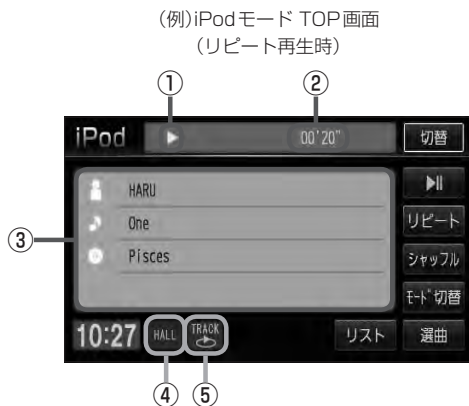 (例)iPodモード TOP画面
(リピート再生時)
① ②
iPod 00'20" 切替
HARU
One
Pisces
リピート
シャッフル
ﾓｰﾄﾞ切替
③
10:27 HALL TRACK リスト 選曲
④ ⑤